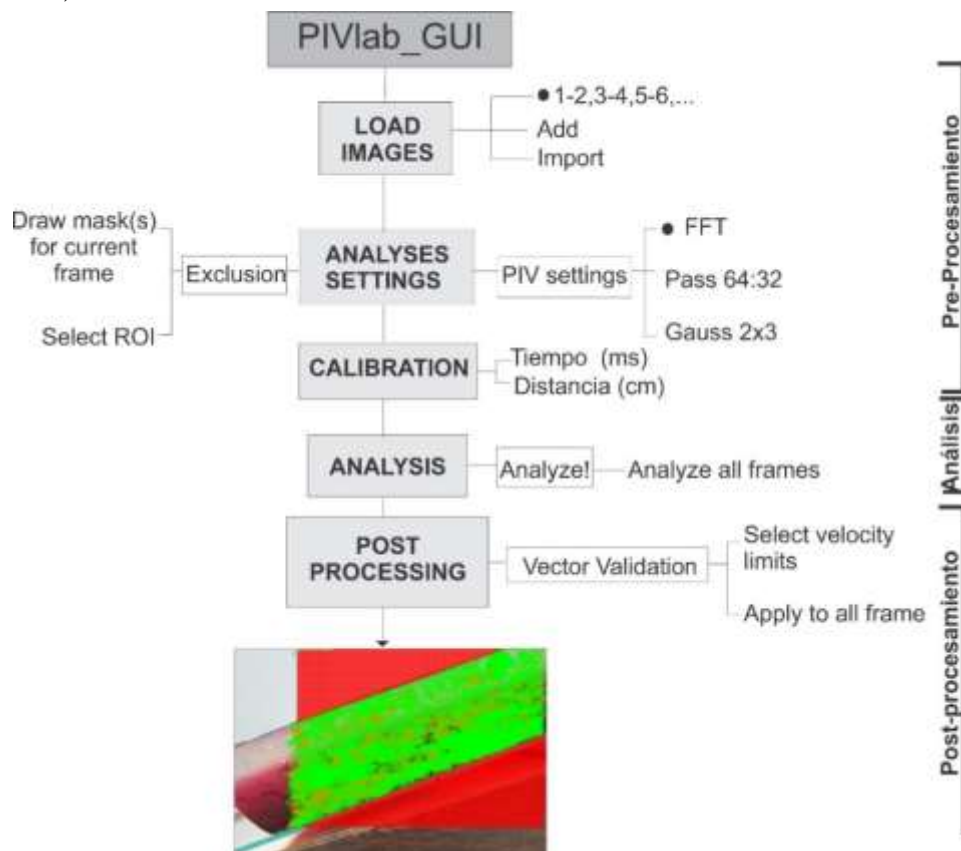 PIVlab_GUI
LOAD
IMAGES
● 1-2,3-4,5-6,...
Add
Import
Draw mask(s)
for current
frame
Select ROI
Exclusion
ANALYSES
SETTINGS
PIV settings
● FFT
Pass 64:32
Gauss 2x3
CALIBRATION
Tiempo (ms)
Distancia (cm)
ANALYSIS
Analyze!
Analyze all frames
POST
PROCESSING
Vector Validation
Select velocity
limits
Apply to all frame
Pre-Procesamiento
Análisis
Post-procesamiento